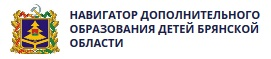 НАВИГАТОР ДОПОЛНИТЕЛЬНОГО
ОБРАЗОВАНИЯ ДЕТЕЙ БРЯНСКОЙ
ОБЛАСТИ